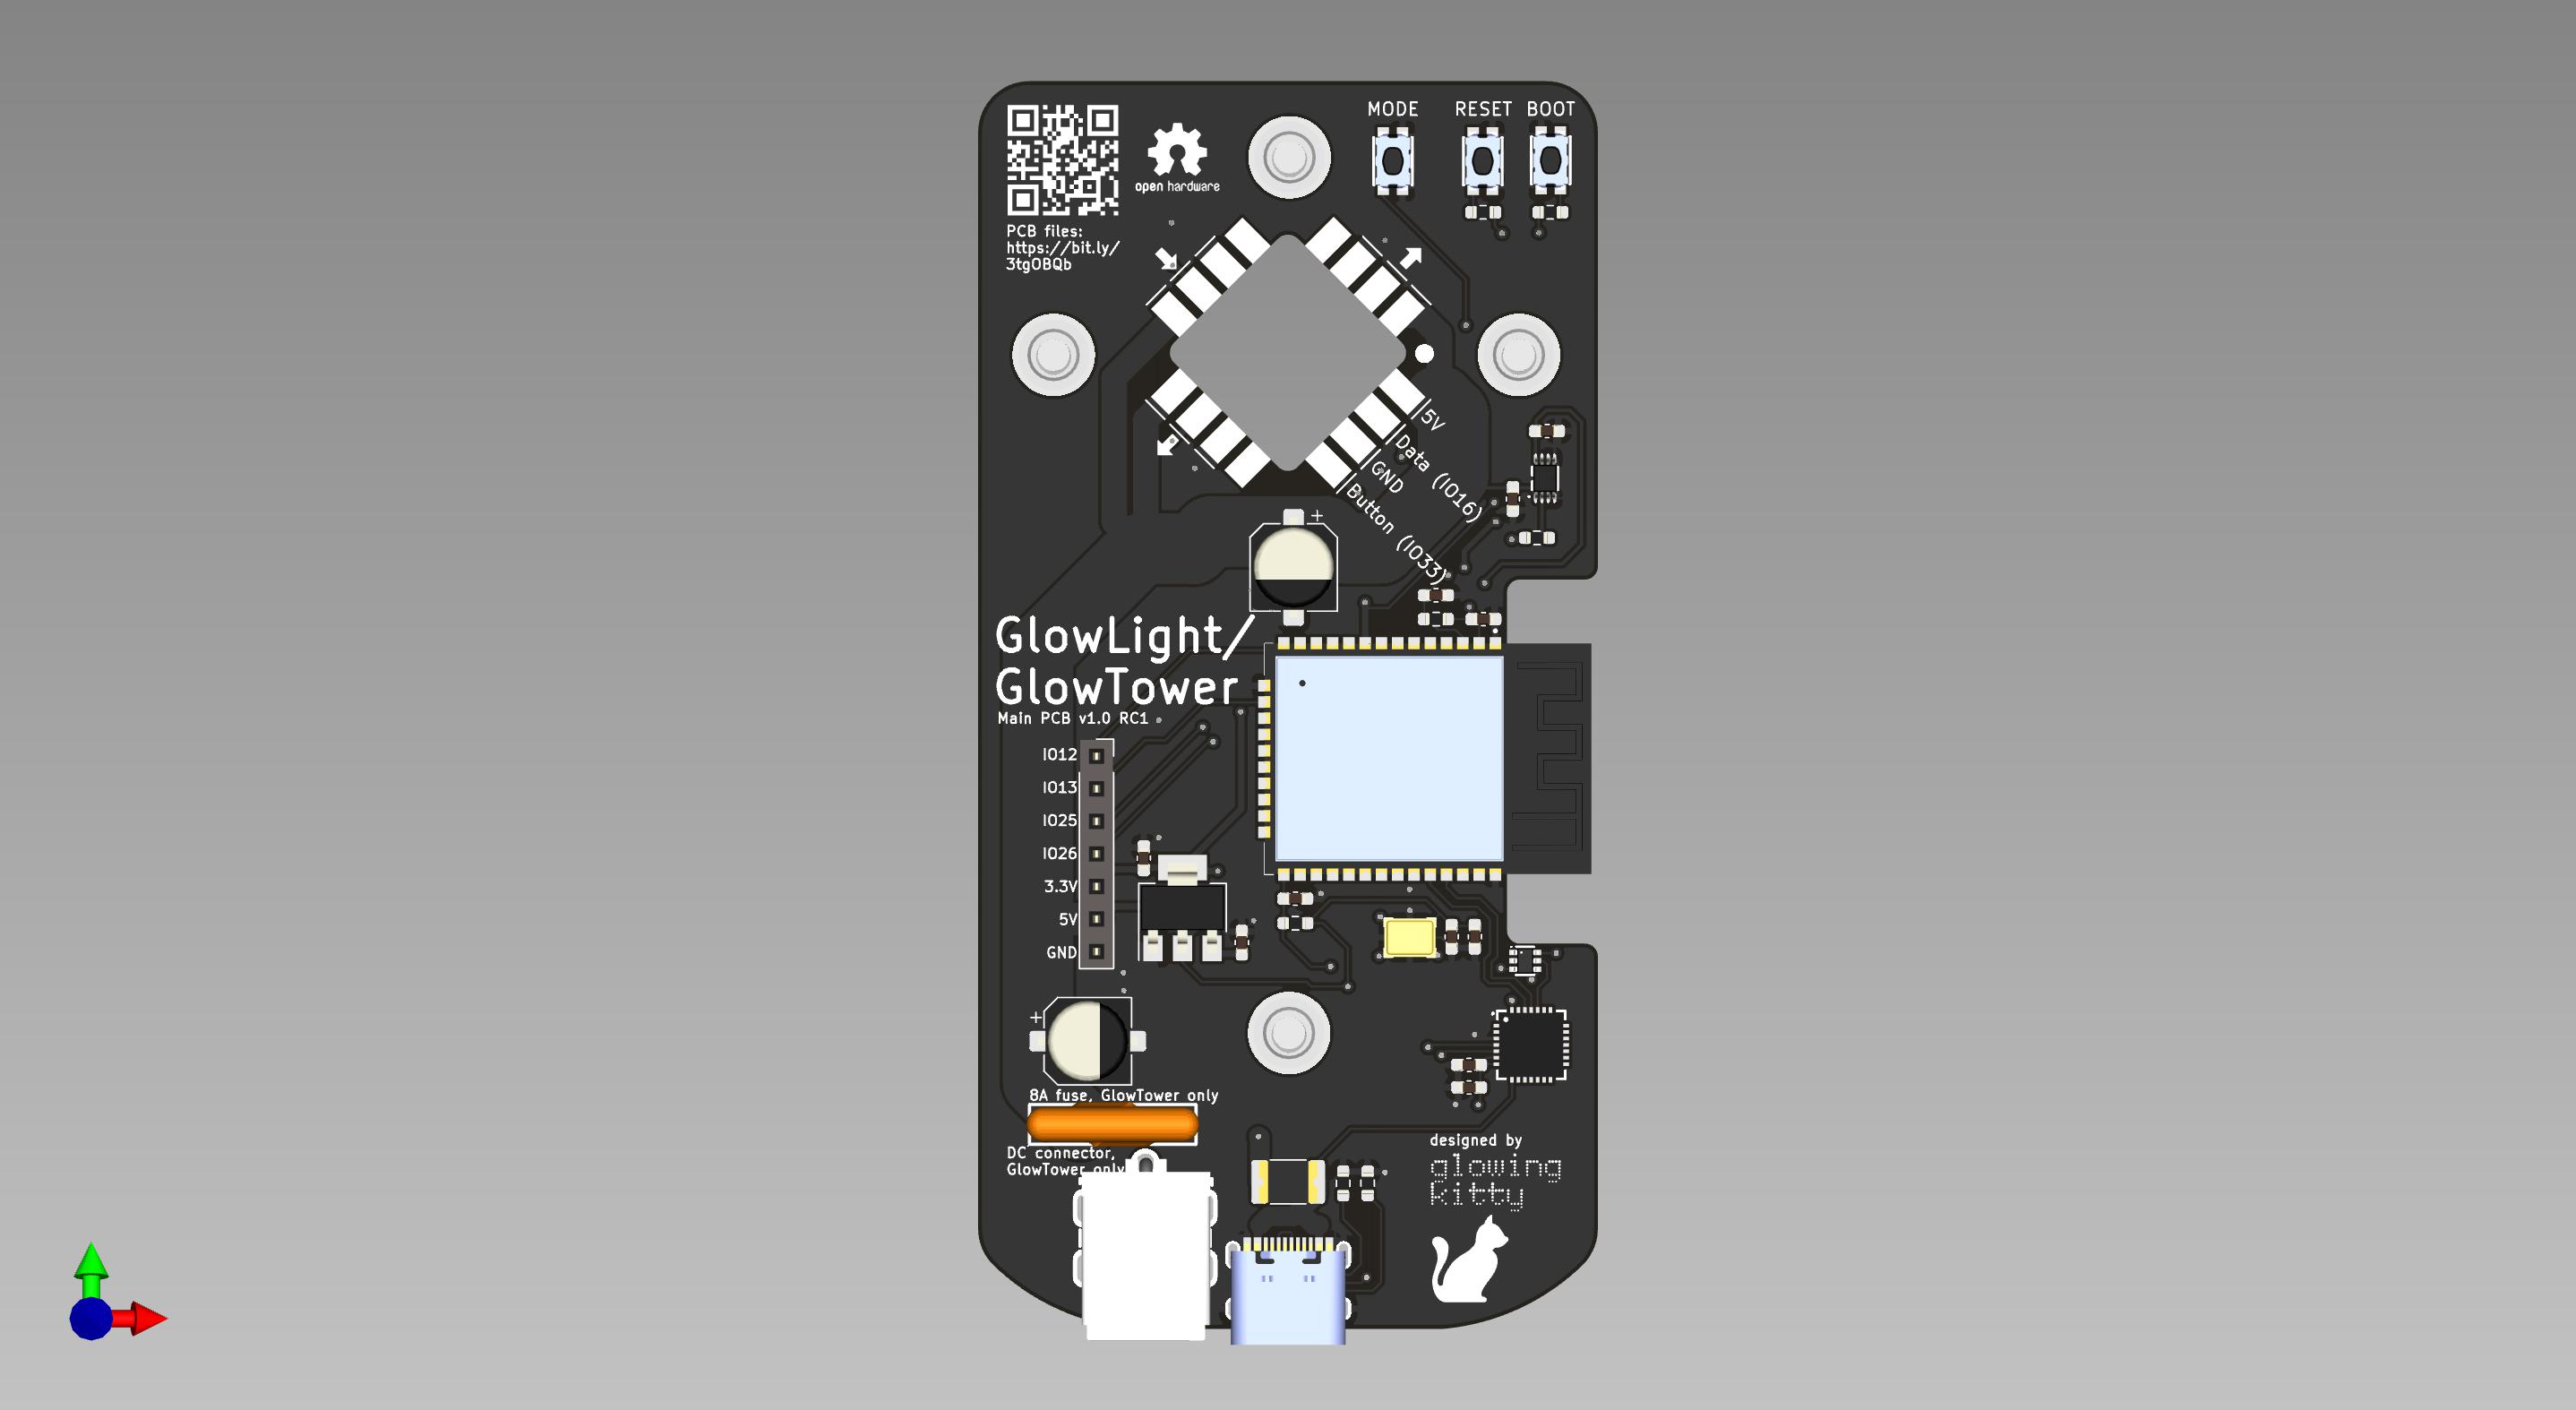 MODE
RESET
BOOT
open hardware
PCB files:
https://bit.ly/
3tgOBQb
5V
Data (IO16)
GND
Button (IO33)
+
GlowLight/
GlowTower
Main PCB v1.0 RC1
IO12
IO13
IO25
IO26
3.3V
5V
GND
+
8A fuse, GlowTower only
DC connector,
GlowTower only
designed by
glowing
kitty